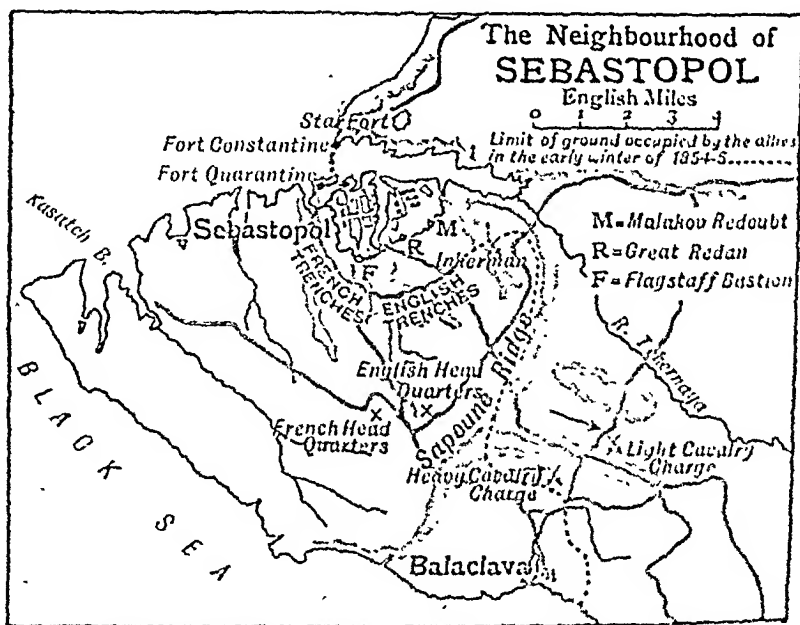 The Neighbourhood of
SEBASTOPOL
English Miles
0 1 2 3 4
Limit of ground occupied by the allies
in the early winter of 1854-5........
Star Fort
Fort Constantine
Fort Quarantine
Kasatch B.
Sebastopol
M
R
F
Inkerman
M=Malakov Redoubt
R=Great Redan
F=Flagstaff Bastion
FRENCH
TRENCHES
ENGLISH
TRENCHES
R. Tchernaya
Sapouné Ridge
English Head
Quarters
French Head
Quarters
Light Cavalry
Charge
Heavy Cavalry
Charge
BLACK SEA
Balaclava